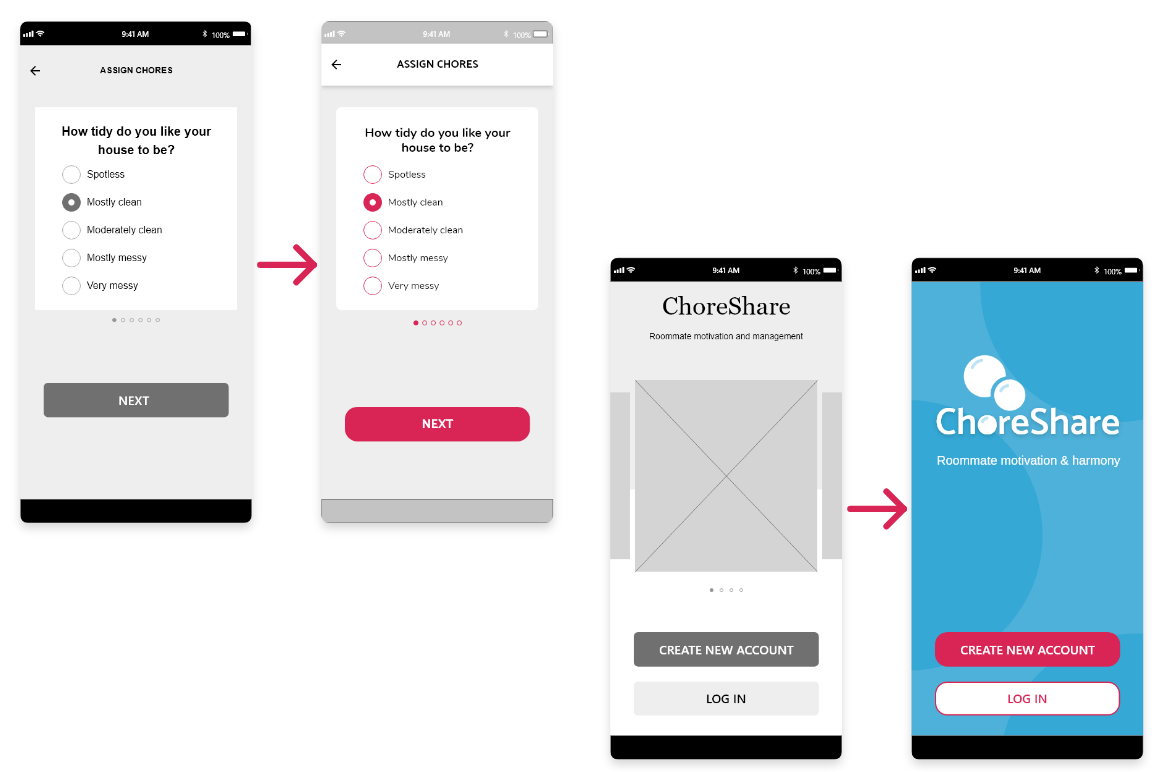 9:41 AM
100%
ASSIGN CHORES
How tidy do you like your
house to be?
Spotless
Mostly clean
Moderately clean
Mostly messy
Very messy
NEXT
9:41 AM
100%
ASSIGN CHORES
How tidy do you like your
house to be?
Spotless
Mostly clean
Moderately clean
Mostly messy
Very messy
NEXT
9:41 AM
100%
ChoreShare
Roommate motivation and management
CREATE NEW ACCOUNT
LOG IN
9:41 AM
100%
ChoreShare
Roommate motivation & harmony
CREATE NEW ACCOUNT
LOG IN